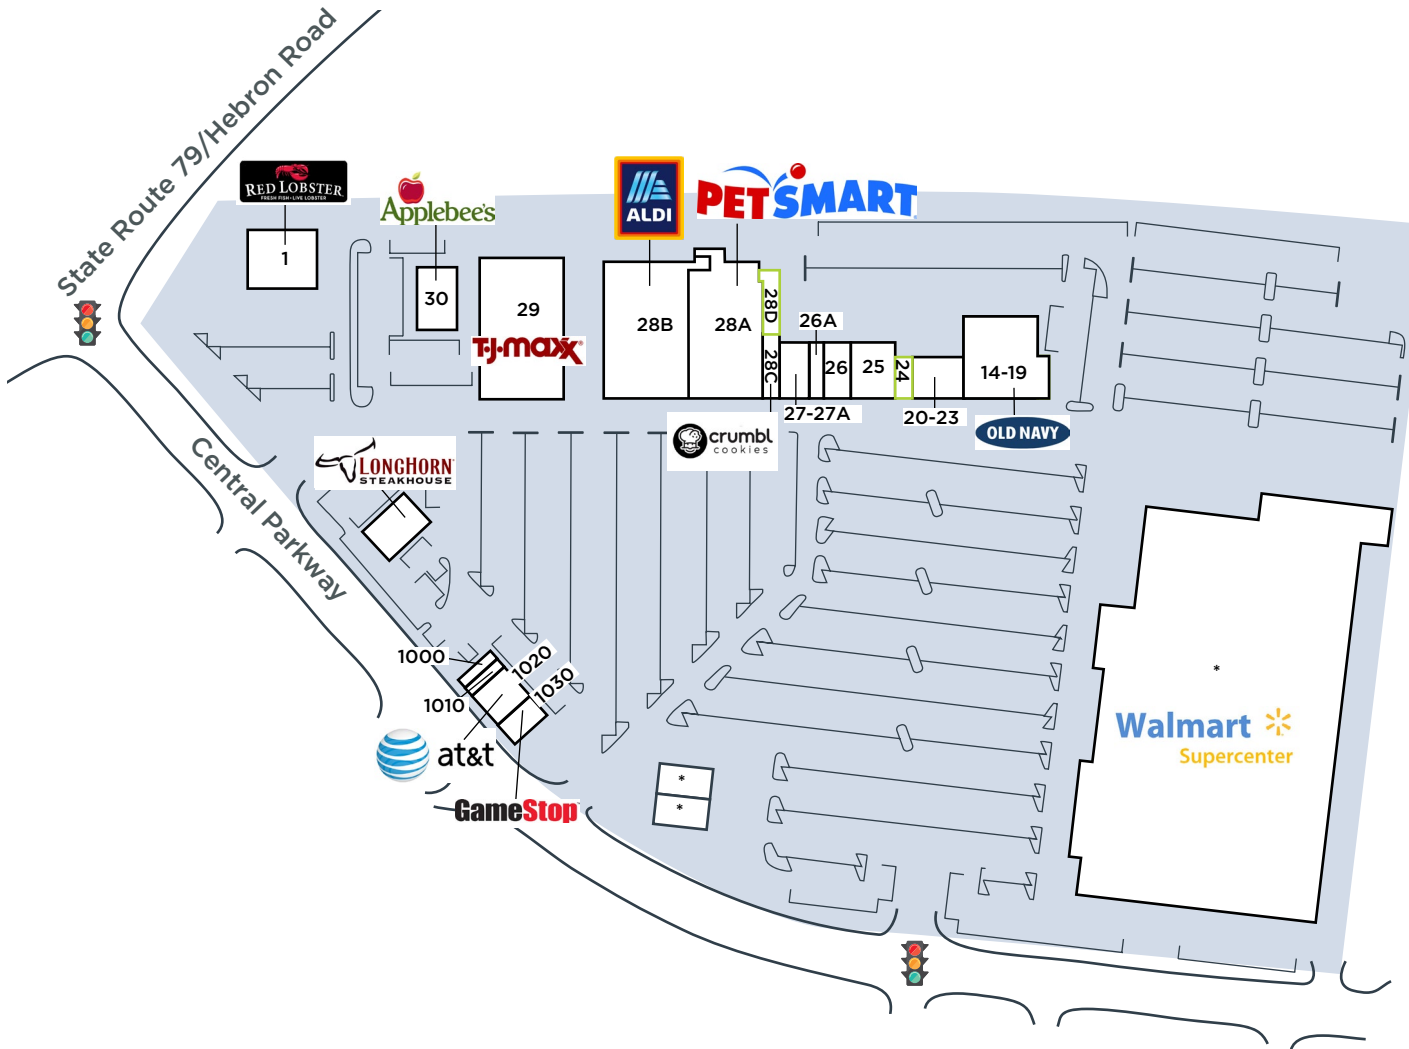 State Route 79/Hebron Road
RED LOBSTER
FRESH FISH • LIVE LOBSTER
Applebee's
ALDI
PETSMART
1
30
29
T·J·maxx
28B
28A
28D
28C
26A
26
25
24
27-27A
20-23
14-19
OLD NAVY
crumbl
cookies
LONGHORN
STEAKHOUSE
Central Parkway
1000
1010
1020
1030
at&t
GameStop
*
*
*
Walmart
Supercenter